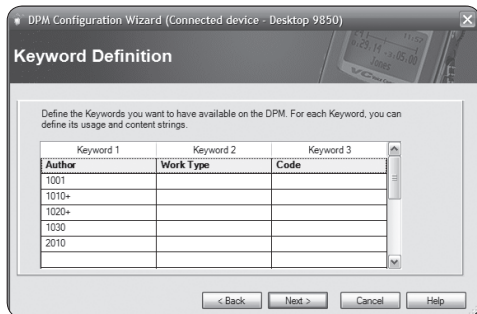 DPM Configuration Wizard (Connected device - Desktop 9850)
Keyword Definition
Define the Keywords you want to have available on the DPM. For each Keyword, you can
define its usage and content strings.
Keyword 1 Keyword 2 Keyword 3
Author Work Type Code
1001
1010+
1020+
1030
2010
< Back Next > Cancel Help